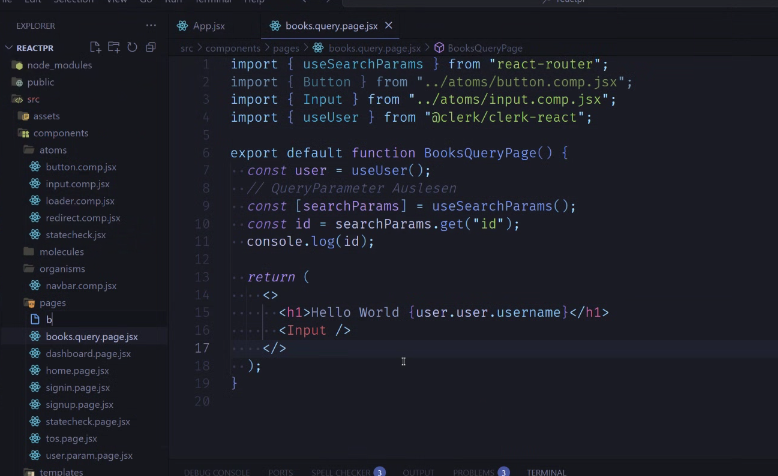 EXPLORER
REACTPR
node_modules
public
src
assets
components
atoms
button.comp.jsx
input.comp.jsx
loader.comp.jsx
redirect.comp.jsx
statecheck.jsx
molecules
organisms
navbar.comp.jsx
pages
b
books.query.page.jsx
dashboard.page.jsx
home.page.jsx
signin.page.jsx
signup.page.jsx
statecheck.page.jsx
tos.page.jsx
user.param.page.jsx
templates
App.jsx
books.query.page.jsx
src > components > pages > books.query.page.jsx > BooksQueryPage
1 import { useSearchParams } from "react-router";
2 import { Button } from "../atoms/button.comp.jsx";
3 import { Input } from "../atoms/input.comp.jsx";
4 import { useUser } from "@clerk/clerk-react";
5
6 export default function BooksQueryPage() {
7 const user = useUser();
8 // QueryParameter Auslesen
9 const [searchParams] = useSearchParams();
10 const id = searchParams.get("id");
11 console.log(id);
12
13 return (
14 <>
15 <h1>Hello World {user.user.username}</h1>
16 <Input />
17 </>
18 );
19 }
20
DEBUG CONSOLE PORTS SPELL CHECKER 3 OUTPUT PROBLEMS 3 TERMINAL